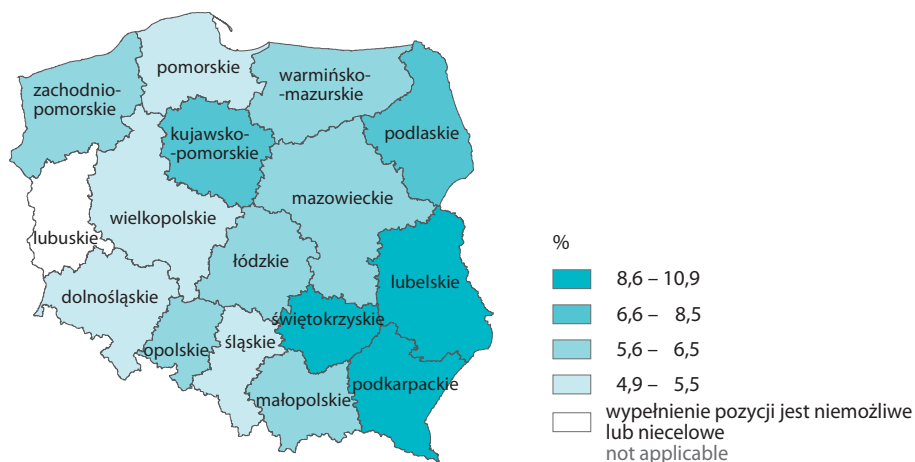 pomorskie
warmińsko-
-mazurskie
zachodnio-
pomorskie
podlaskie
kujawsko-
-pomorskie
mazowieckie
wielkopolskie
lubuskie
łódzkie
lubelskie
dolnośląskie
świętokrzyskie
opolskie
śląskie
podkarpackie
małopolskie
%
8,6 – 10,9
6,6 – 8,5
5,6 – 6,5
4,9 – 5,5
wypełnienie pozycji jest niemożliwe
lub niecelowe
not applicable